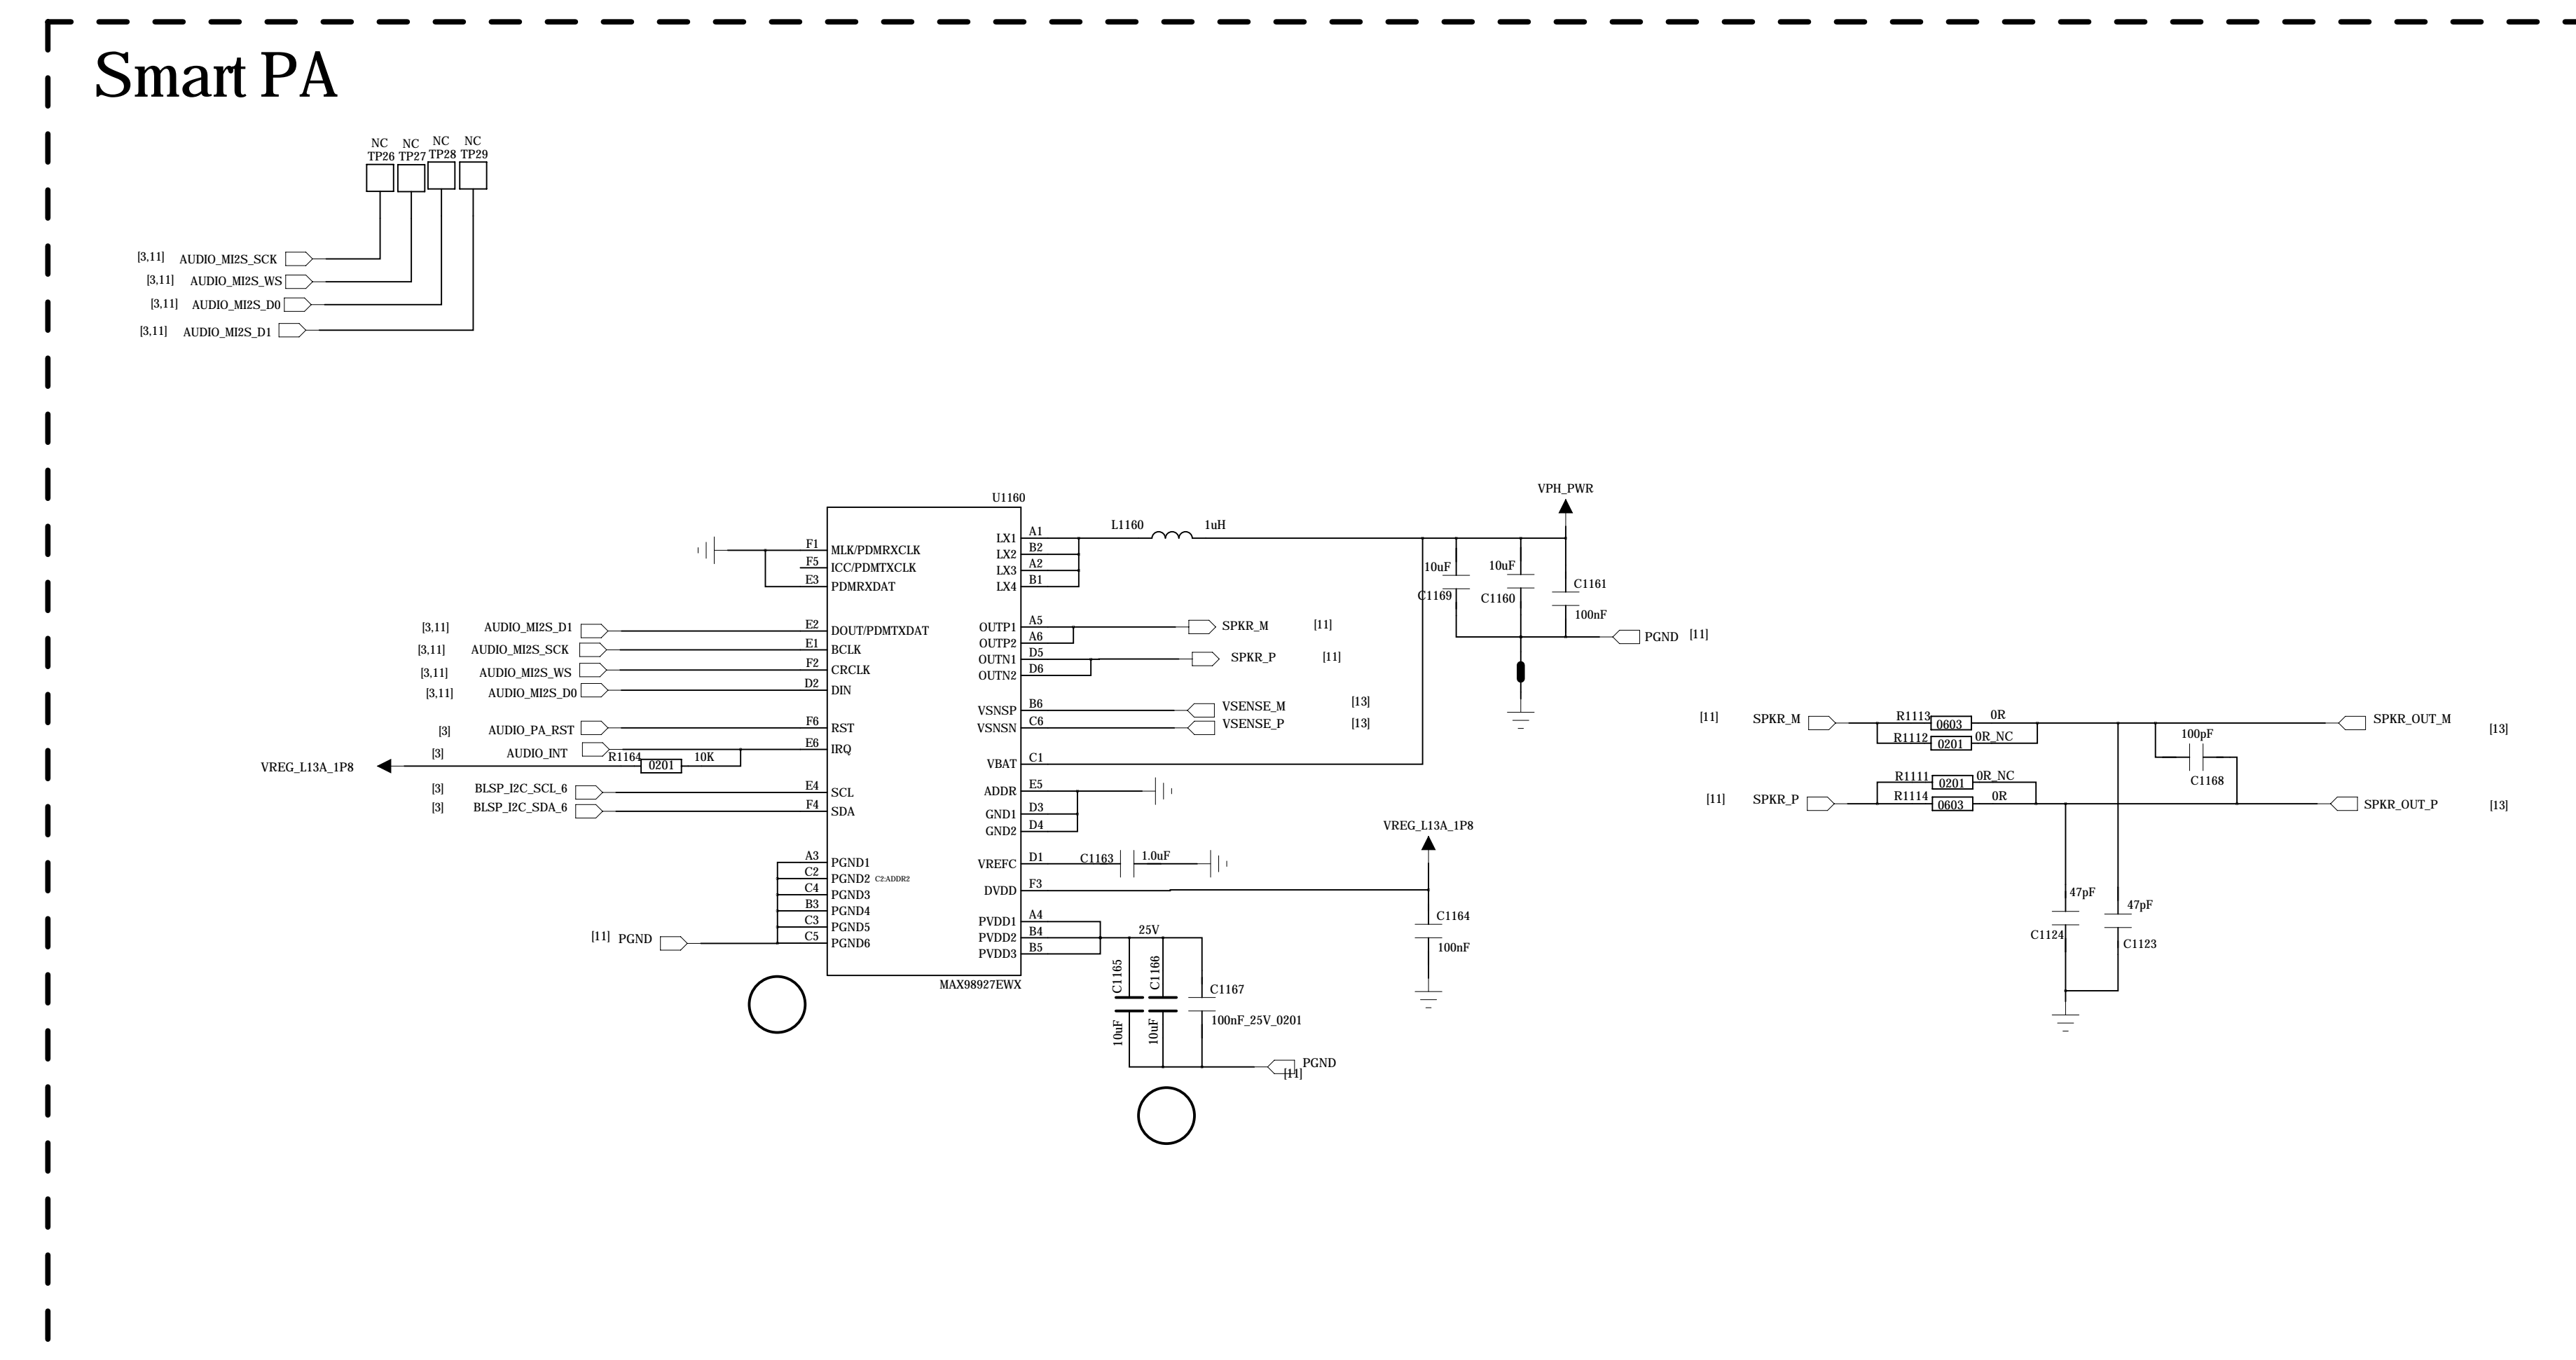 Smart PA
NC NC NC NC
TP26 TP27 TP28 TP29
[3,11] AUDIO_MI2S_SCK
[3,11] AUDIO_MI2S_WS
[3,11] AUDIO_MI2S_D0
[3,11] AUDIO_MI2S_D1
U1160
F1 MLK/PDMRXCLK
F5 ICC/PDMTXCLK
E3 PDMRXDAT
[3,11] AUDIO_MI2S_D1 E2 DOUT/PDMTXDAT
[3,11] AUDIO_MI2S_SCK E1 BCLK
[3,11] AUDIO_MI2S_WS F2 CRCLK
[3,11] AUDIO_MI2S_D0 D2 DIN
[3] AUDIO_PA_RST F6 RST
[3] AUDIO_INT E6 IRQ
VREG_L13A_1P8 R1164 0201 10K
[3] BLSP_I2C_SCL_6 E4 SCL
[3] BLSP_I2C_SDA_6 F4 SDA
A3 PGND1
C2 PGND2 C2:ADDR2
C4 PGND3
B3 PGND4
C3 PGND5
[11] PGND C5 PGND6
MAX98927EWX
LX1 A1 L1160 1uH
LX2 B2
LX3 A2
LX4 B1
OUTP1 A5 SPKR_M [11]
OUTP2 A6
OUTN1 D5 SPKR_P [11]
OUTN2 D6
VSNSP B6 VSENSE_M [13]
VSNSN C6 VSENSE_P [13]
VBAT C1
ADDR E5
GND1 D3
GND2 D4
VREFC D1 C1163 1.0uF
DVDD F3
PVDD1 A4
PVDD2 B4 25V
PVDD3 B5
C1165 10uF
C1166 10uF
C1167
100nF_25V_0201
PGND
[11]
VREG_L13A_1P8
C1164
100nF
VPH_PWR
10uF
C1169
10uF
C1160
C1161
100nF
PGND [11]
[11] SPKR_M R1113 0603 0R SPKR_OUT_M [13]
R1112 0201 0R_NC
100pF
C1168
R1111 0201 0R_NC
[11] SPKR_P R1114 0603 0R SPKR_OUT_P [13]
47pF
C1124
47pF
C1123